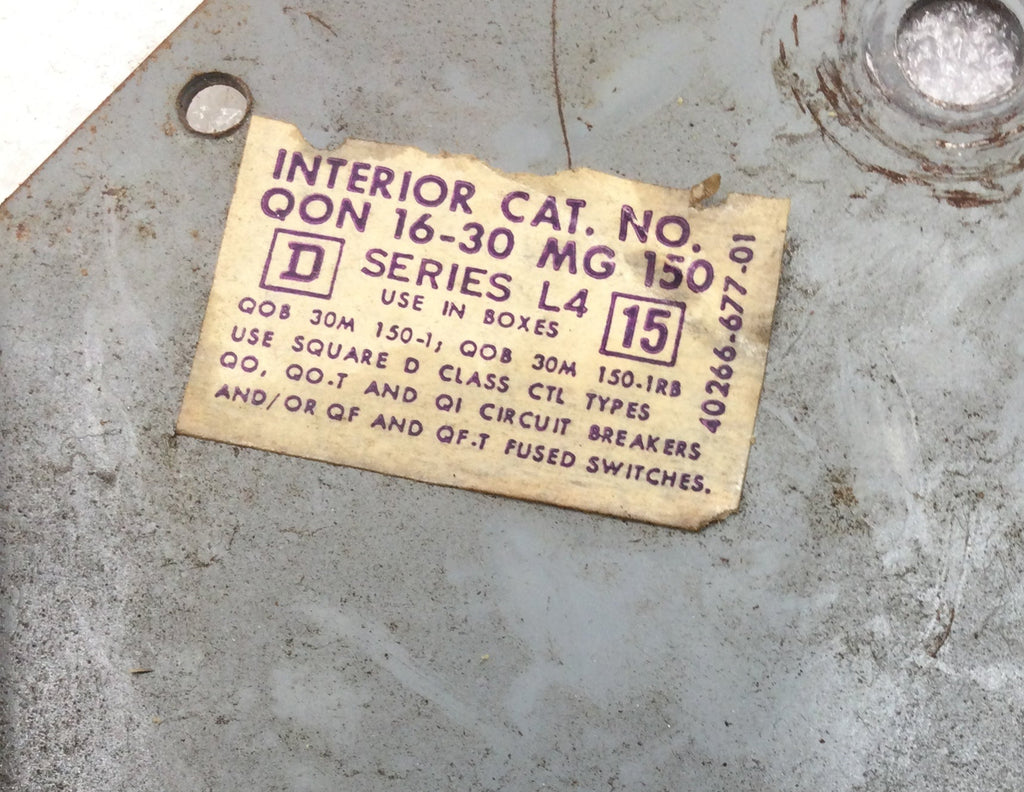 INTERIOR CAT. NO.
QON 16-30 MG 150
D
SERIES L4
15
USE IN BOXES
QOB 30M 150-1; QOB 30M 150-1RB
USE SQUARE D CLASS CTL TYPES
QO, QO-T AND QI CIRCUIT BREAKERS
AND/OR QF AND QF-T FUSED SWITCHES.
40266-677-01